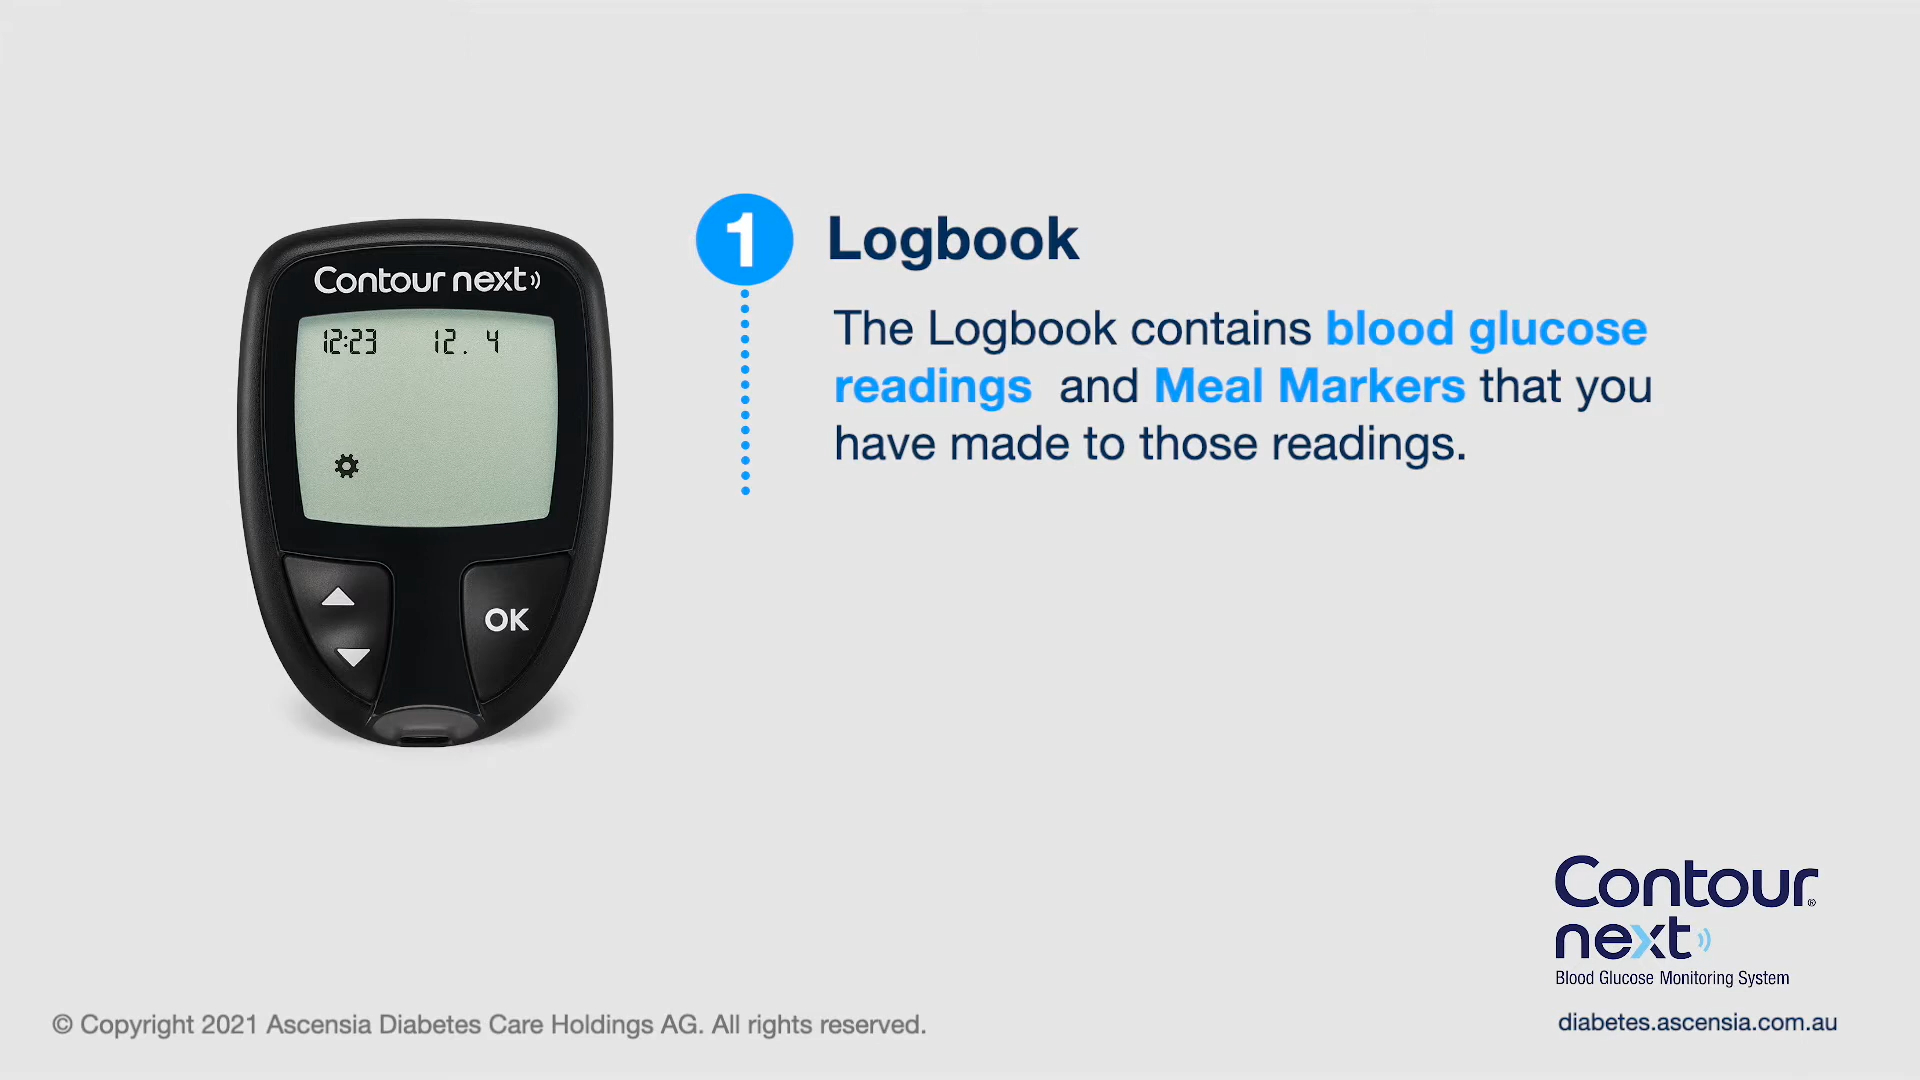 Contour next
12:23 12. 4
OK
1 Logbook
The Logbook contains blood glucose
readings and Meal Markers that you
have made to those readings.
Contour®
next
Blood Glucose Monitoring System
© Copyright 2021 Ascensia Diabetes Care Holdings AG. All rights reserved.
diabetes.ascensia.com.au